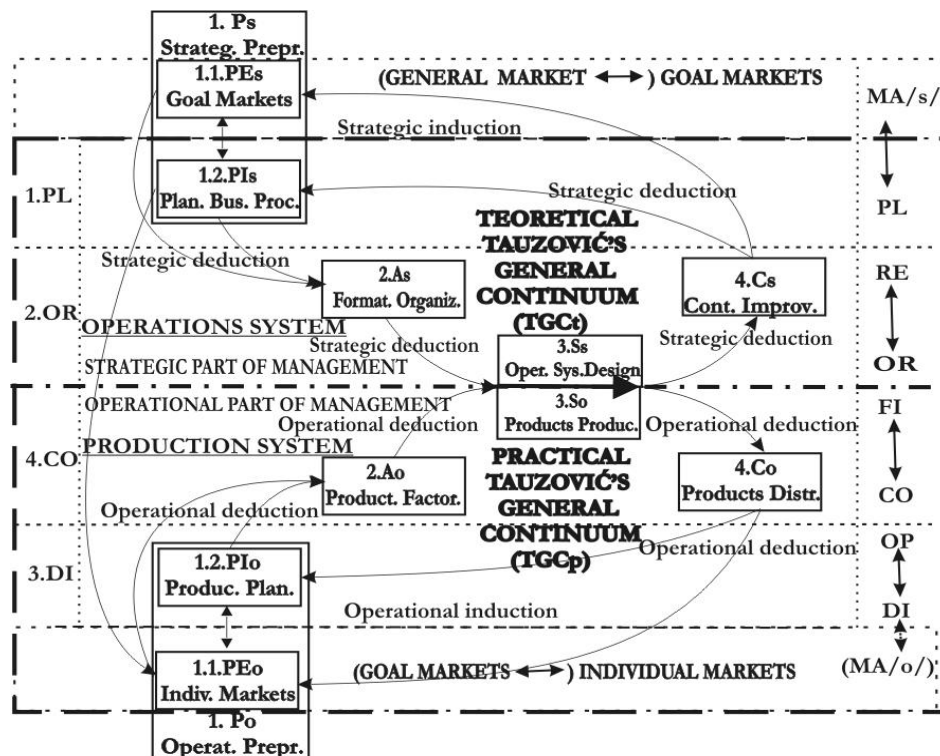 1. Ps
Strateg. Prepr.
1.1.PEs
Goal Markets
(GENERAL MARKET ) GOAL MARKETS
MA/s/
Strategic induction
1.PL
1.2.PIs
Plan. Bus. Proc.
Strategic deduction
PL
TEORETICAL
TAUZOVIĆ'S
GENERAL
CONTINUUM
(TGCt)
Strategic deduction
2.As
Format. Organiz.
4.Cs
Cont. Improv.
RE
2.OR
OPERATIONS SYSTEM
Strategic deduction
3.Ss
Oper. Sys.Design
Strategic deduction
STRATEGIC PART OF MANAGEMENT
OR
OPERATIONAL PART OF MANAGEMENT
3.So
Products Produc.
FI
Operational deduction
Operational deduction
4.CO
PRODUCTION SYSTEM
2.Ao
Product. Factor.
PRACTICAL
TAUZOVIĆ'S
GENERAL
CONTINUUM
(TGCp)
4.Co
Products Distr.
CO
Operational deduction
Operational deduction
OP
3.DI
1.2.PIo
Produc. Plan.
Operational induction
DI
1.1.PEo
Indiv. Markets
(GOAL MARKETS ) INDIVIDUAL MARKETS
(MA/o/)
1. Po
Operat. Prepr.